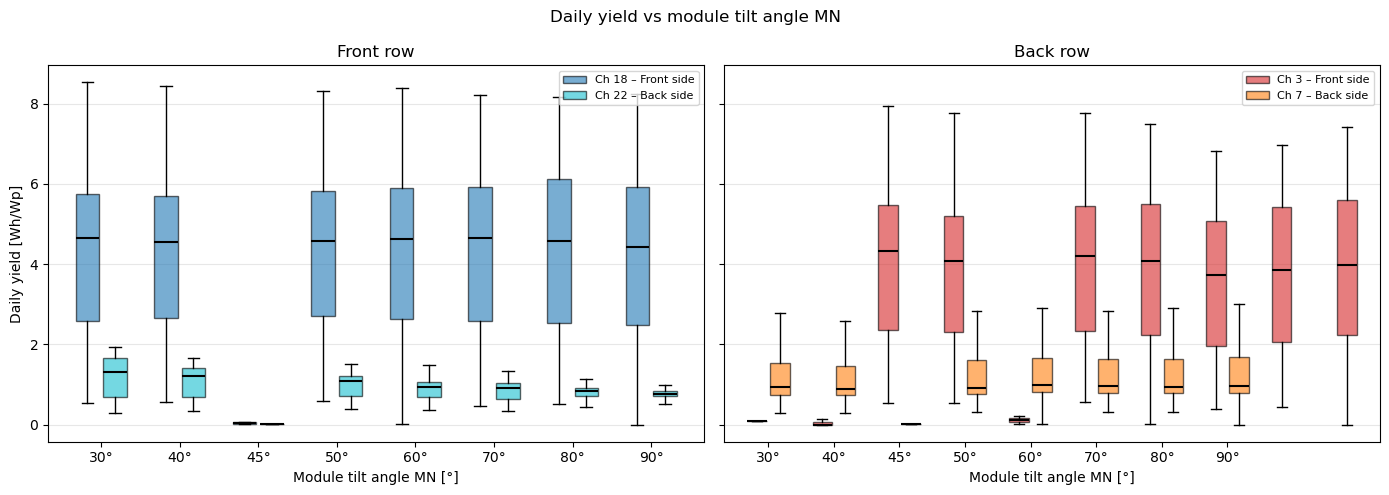 Daily yield vs module tilt angle MN
Front row
Ch 18 – Front side
Ch 22 – Back side
8
6
4
2
0
Daily yield [Wh/Wp]
30°
40°
45°
50°
60°
70°
80°
90°
Module tilt angle MN [°]
Back row
Ch 3 – Front side
Ch 7 – Back side
30°
40°
45°
50°
60°
70°
80°
90°
Module tilt angle MN [°]